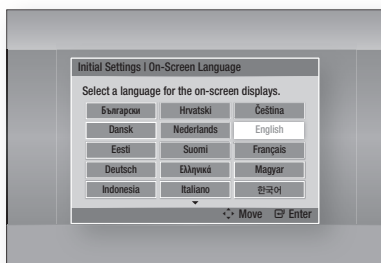 Initial Settings | On-Screen Language
Select a language for the on-screen displays.
Български Hrvatski Čeština
Dansk Nederlands English
Eesti Suomi Français
Deutsch Ελληνικά Magyar
Indonesia Italiano 한국어
Move Enter